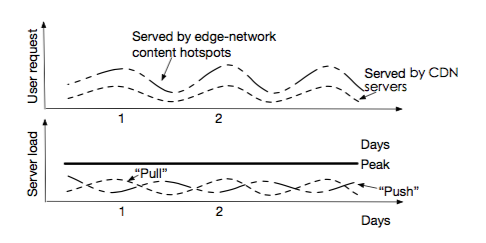 Served by edge-network
content hotspots
User request
Served by CDN
servers
1 2
Days
Server load
Peak
"Pull"
"Push"
1 2
Days